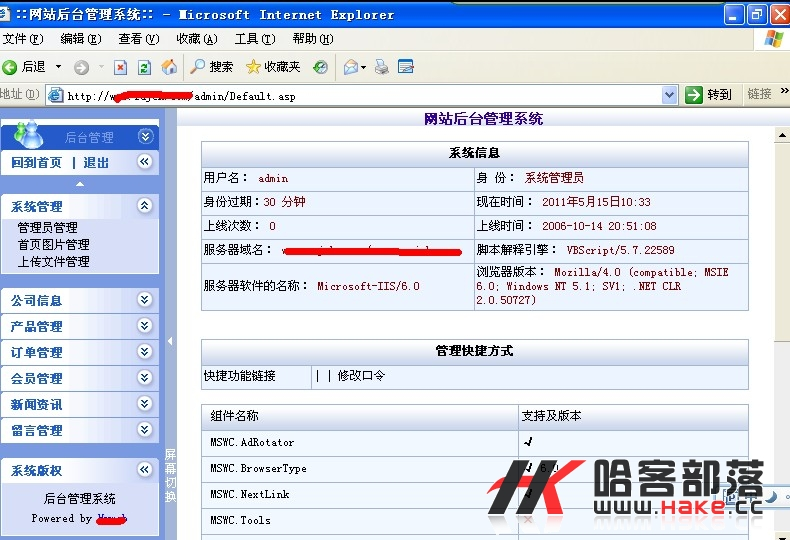 ::网站后台管理系统:: - Microsoft Internet Explorer
文件(F) 编辑(E) 查看(V) 收藏(A) 工具(T) 帮助(H)
后退 搜索 收藏夹
地址(D) http:// /admin/Default.asp 转到 链接
后台管理
回到首页 | 退出
系统管理
管理员管理
首页图片管理
上传文件管理
公司信息
产品管理
订单管理
会员管理
新闻资讯
留言管理
系统版权
后台管理系统
Powered by
屏幕切换
网站后台管理系统
系统信息
用户名: admin 身 份: 系统管理员
身份过期:30 分钟 现在时间: 2011年5月15日10:33
上线次数: 0 上线时间: 2006-10-14 20:51:08
服务器域名: 脚本解释引擎: VBScript/5.7.22589
服务器软件的名称: Microsoft-IIS/6.0 浏览器版本: Mozilla/4.0 (compatible; MSIE
6.0; Windows NT 5.1; SV1; .NET CLR
2.0.50727)
管理快捷方式
快捷功能链接 | | 修改口令
组件名称 支持及版本
MSWC.AdRotator √
MSWC.BrowserType √
MSWC.NextLink √
MSWC.Tools ×
HK 哈客部落
www.HAKE.CC